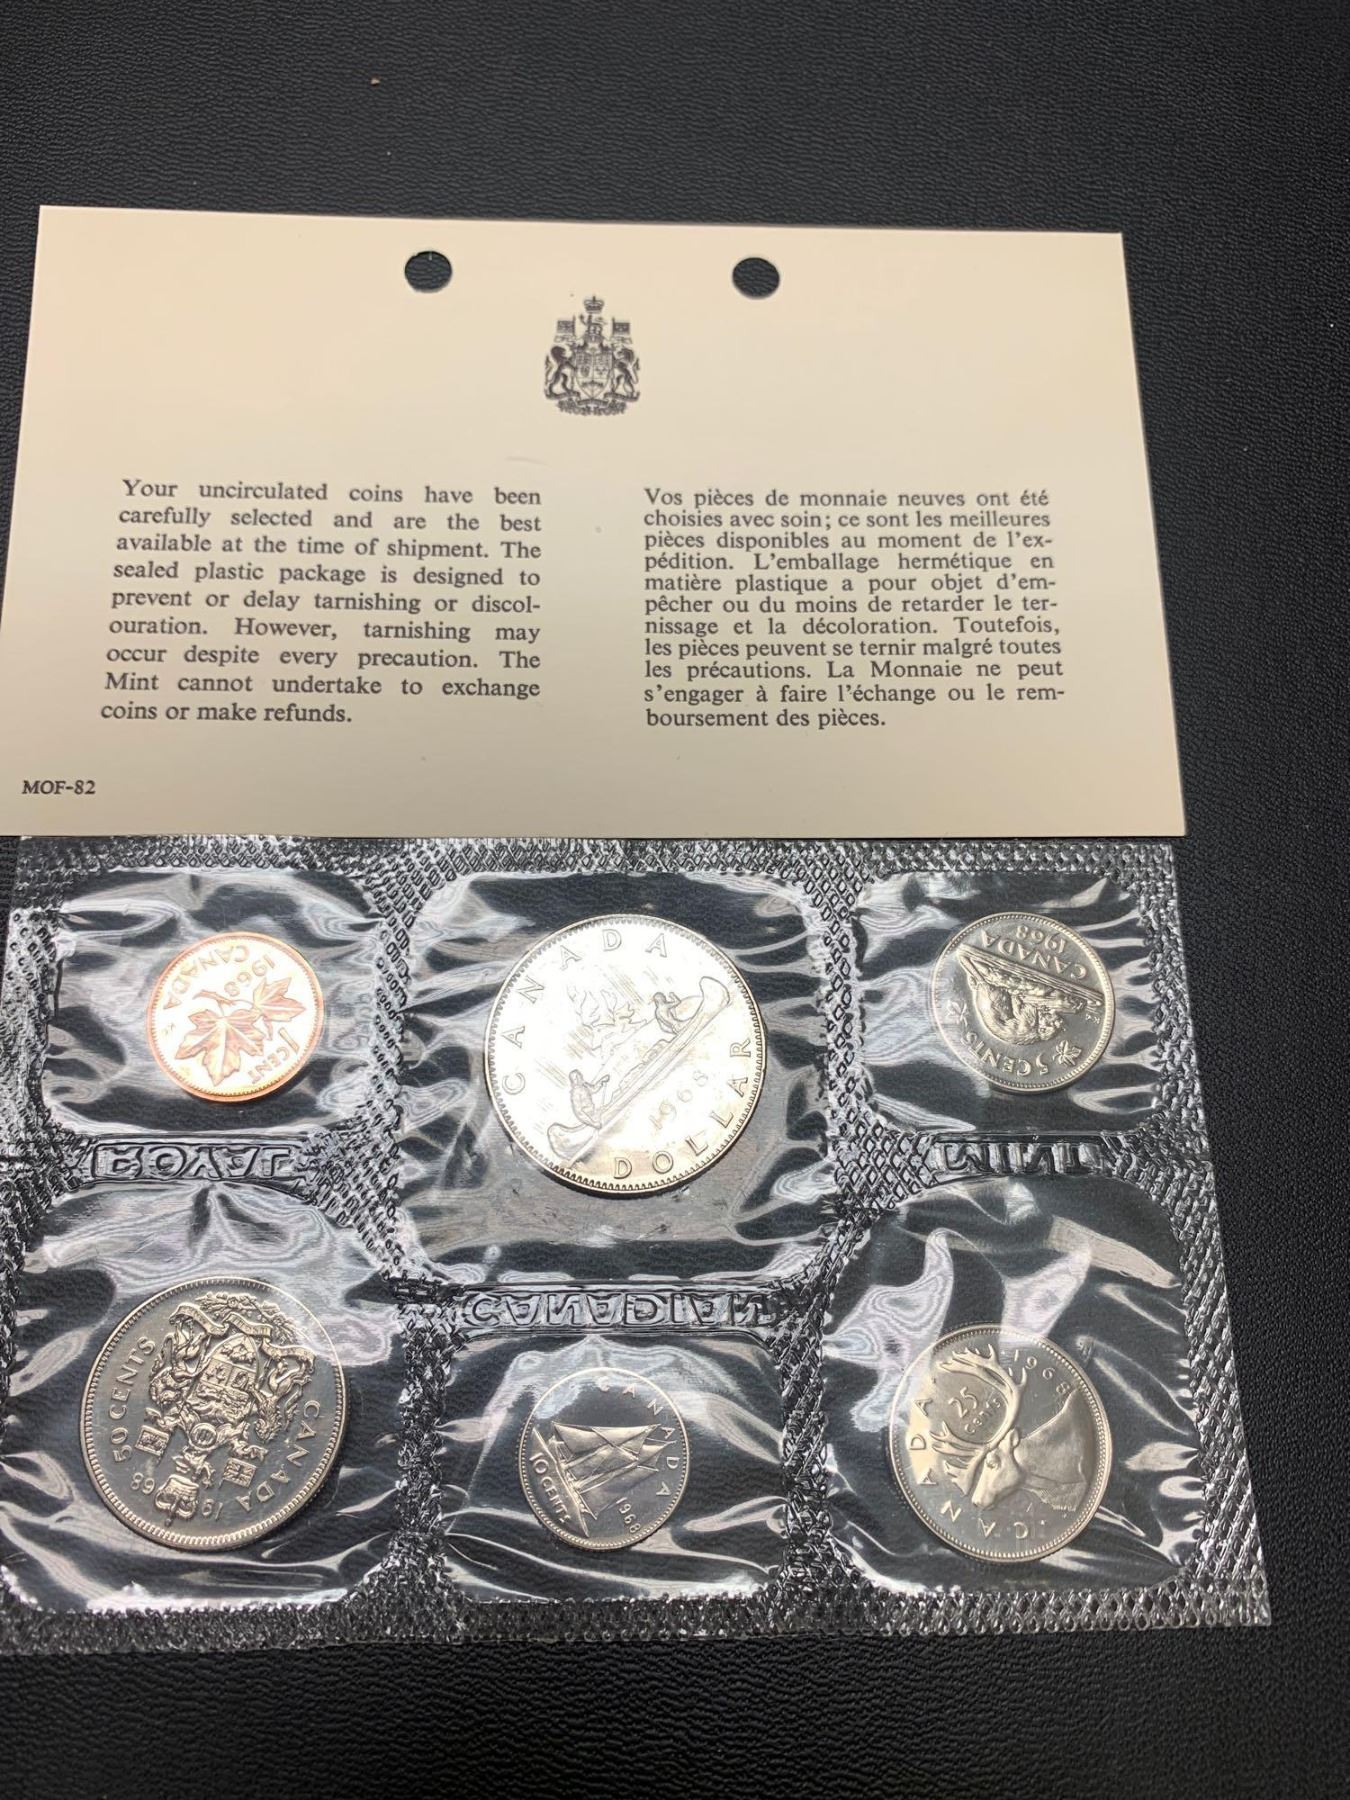 Your uncirculated coins have been
carefully selected and are the best
available at the time of shipment. The
sealed plastic package is designed to
prevent or delay tarnishing or discol-
ouration. However, tarnishing may
occur despite every precaution. The
Mint cannot undertake to exchange
coins or make refunds.
Vos pièces de monnaie neuves ont été
choisies avec soin; ce sont les meilleures
pièces disponibles au moment de l'ex-
pédition. L'emballage hermétique en
matière plastique a pour objet d'em-
pêcher ou du moins de retarder le ter-
nissage et la décoloration. Toutefois,
les pièces peuvent se ternir malgré toutes
les précautions. La Monnaie ne peut
s'engager à faire l'échange ou le rem-
boursement des pièces.
MOF-82
1 CENT
1968
CANADA
CANADA
1968
DOLLAR
CANADA
1968
5 CENTS
ROYAL
MINT
CANADIAN
50 CENTS
CANADA
1968
CANADA
10 CENTS
1968
1968
25
CENTS
CANADA